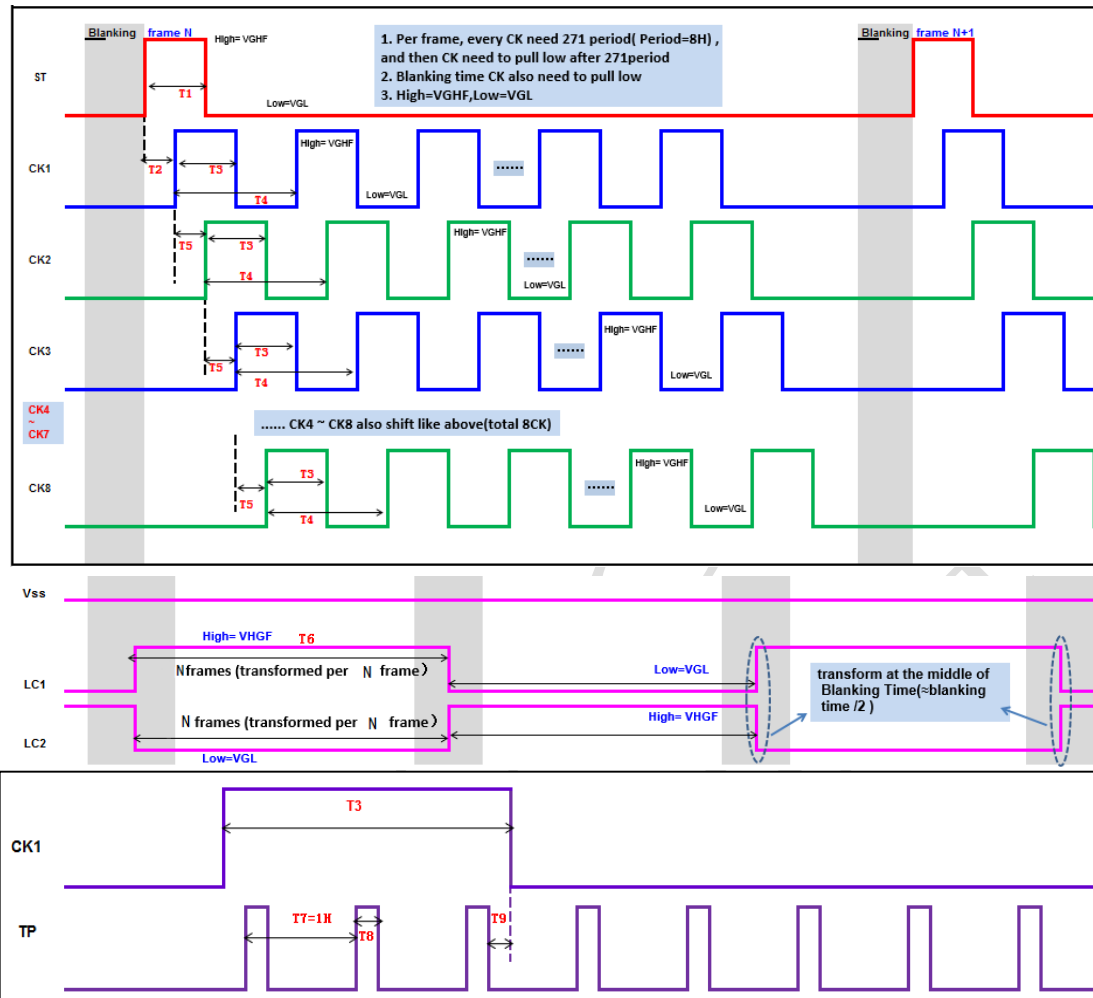 Blanking frame N
High= VGHF
1. Per frame, every CK need 271 period( Period=8H) ,
and then CK need to pull low after 271period
2. Blanking time CK also need to pull low
3. High=VGHF,Low=VGL
Blanking frame N+1
ST
T1
Low=VGL
CK1
T2
T3
T4
High= VGHF
Low=VGL
......
CK2
T5
T3
T4
High= VGHF
......
Low=VGL
CK3
T5
T3
T4
......
High= VGHF
Low=VGL
CK4
~
CK7
...... CK4 ~ CK8 also shift like above(total 8CK)
CK8
T5
T3
T4
......
High= VGHF
Low=VGL
Vss
High= VHGF T6
N frames (transformed per N frame)
LC1
Low=VGL
transform at the middle of
Blanking Time(≈blanking
time /2 )
N frames (transformed per N frame)
High= VHGF
LC2
Low=VGL
T3
CK1
T7=1H
T8
T9
TP